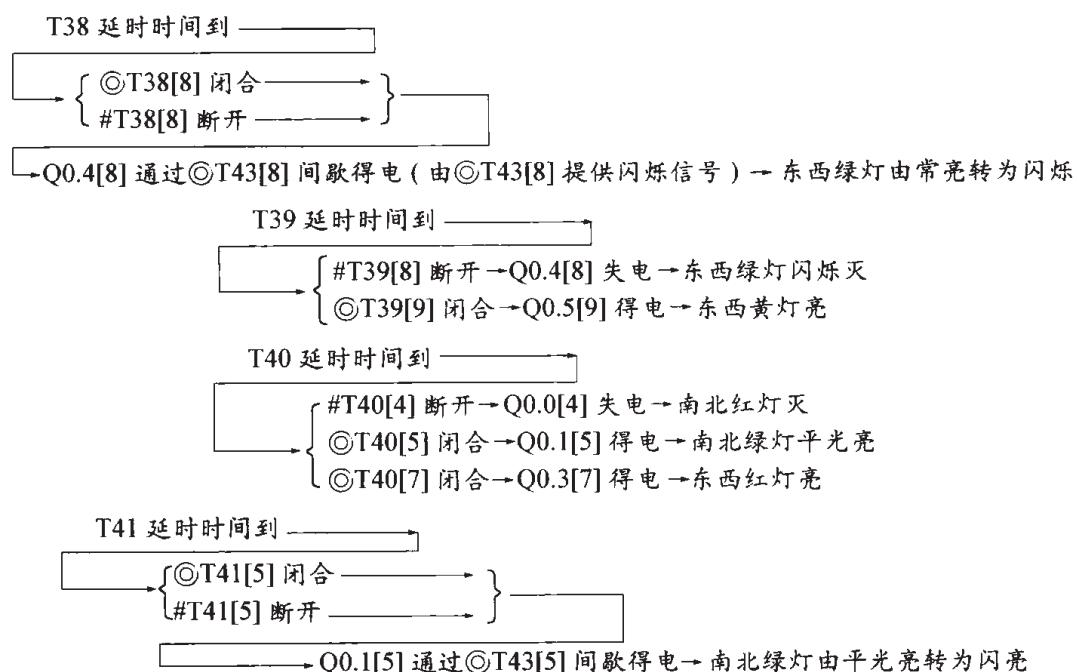 T38 延时时间到
◎T38[8] 闭合
#T38[8] 断开
Q0.4[8] 通过◎T43[8] 间歇得电 ( 由◎T43[8] 提供闪烁信号 ) → 东西绿灯由常亮转为闪烁
T39 延时时间到
#T39[8] 断开→Q0.4[8] 失电→东西绿灯闪烁灭
◎T39[9] 闭合→Q0.5[9] 得电→东西黄灯亮
T40 延时时间到
#T40[4] 断开→Q0.0[4] 失电→南北红灯灭
◎T40[5] 闭合→Q0.1[5] 得电→南北绿灯平光亮
◎T40[7] 闭合→Q0.3[7] 得电→东西红灯亮
T41 延时时间到
◎T41[5] 闭合
#T41[5] 断开
Q0.1[5] 通过◎T43[5] 间歇得电→南北绿灯由平光亮转为闪亮